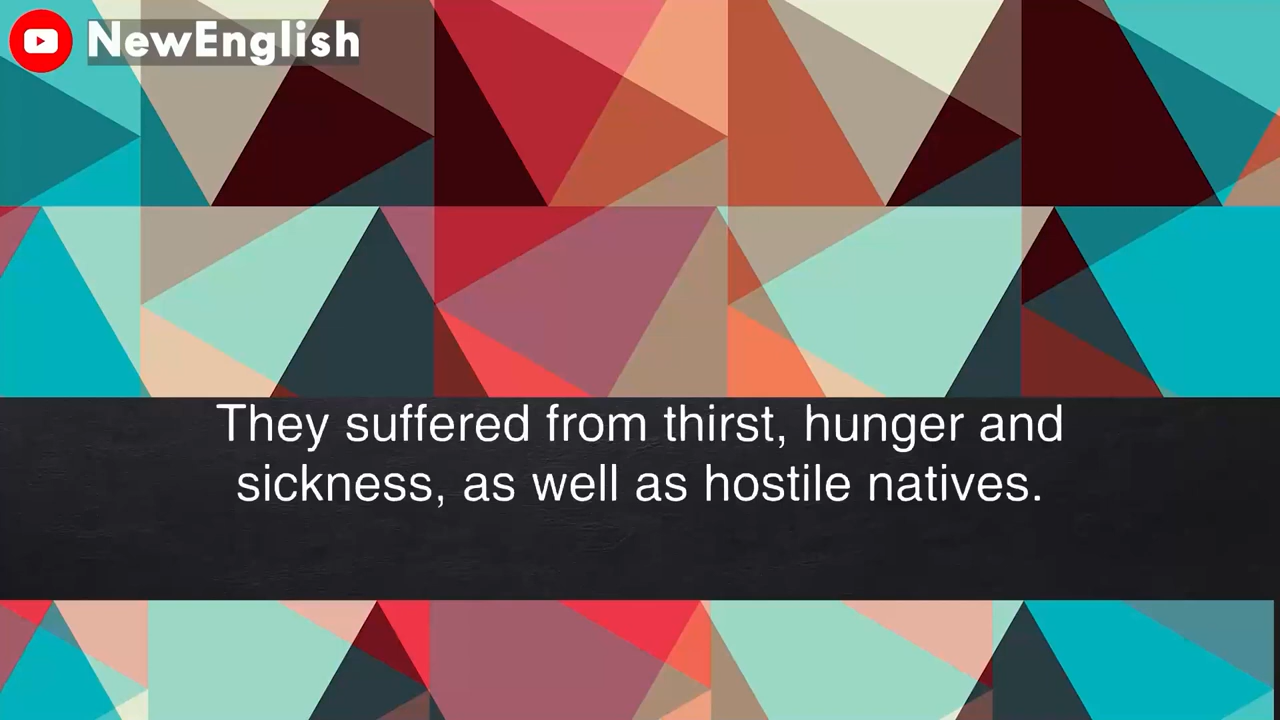 NewEnglish
They suffered from thirst, hunger and
sickness, as well as hostile natives.